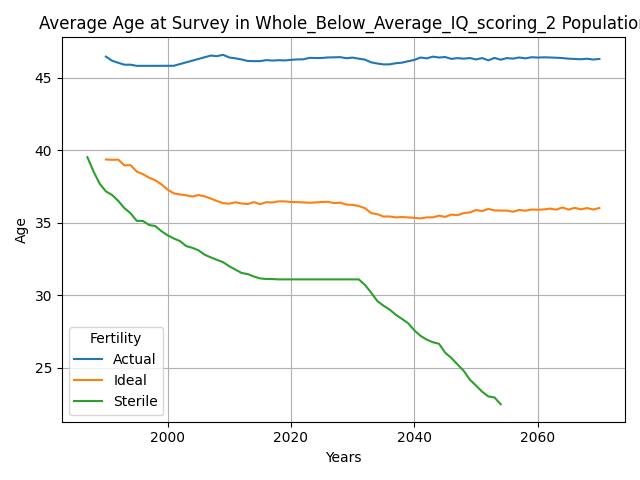 Average Age at Survey in Whole_Below_Average_IQ_scoring_2 Population
45
40
35
30
25
Age
Fertility
Actual
Ideal
Sterile
2000 2020 2040 2060
Years